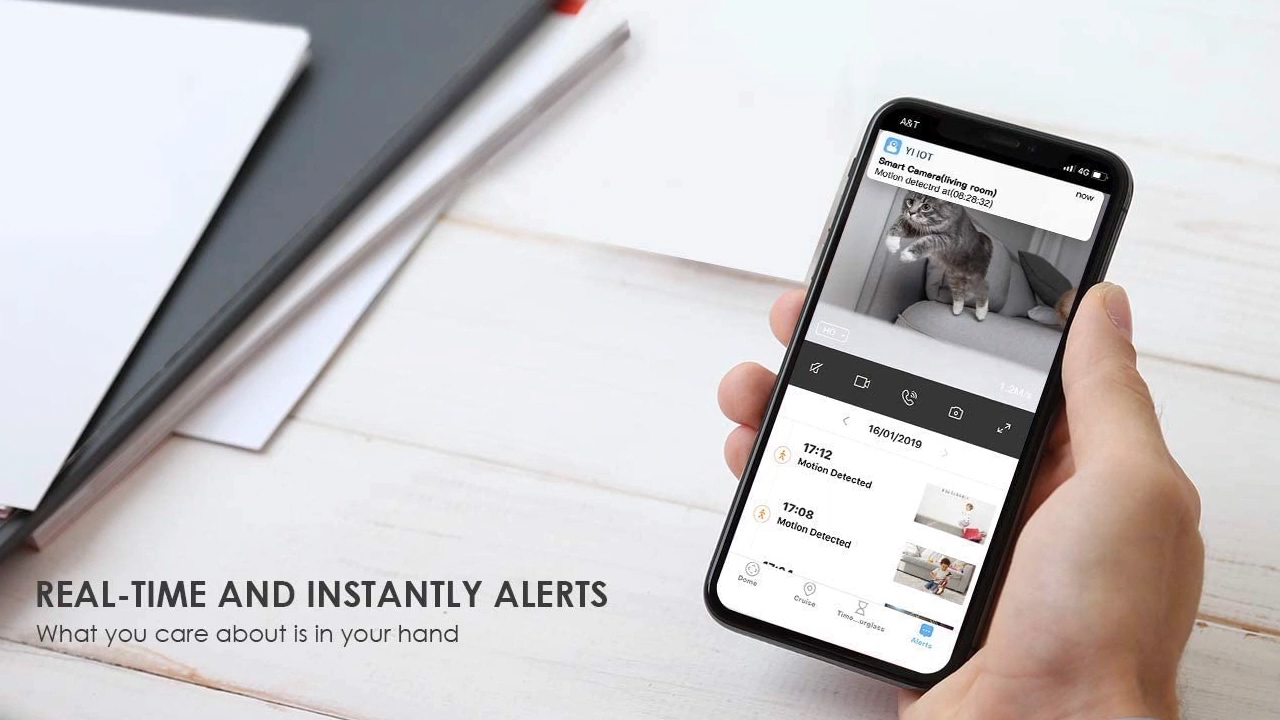 A&T
4G
YI IOT
Smart Camera(living room)
now
Motion detectrd at(08:28:32)
HD
16/01/2019
17:12
Motion Detected
17:08
Motion Detected
Dome
Cruise
Time...urglass
Alerts
REAL-TIME AND INSTANTLY ALERTS
What you care about is in your hand